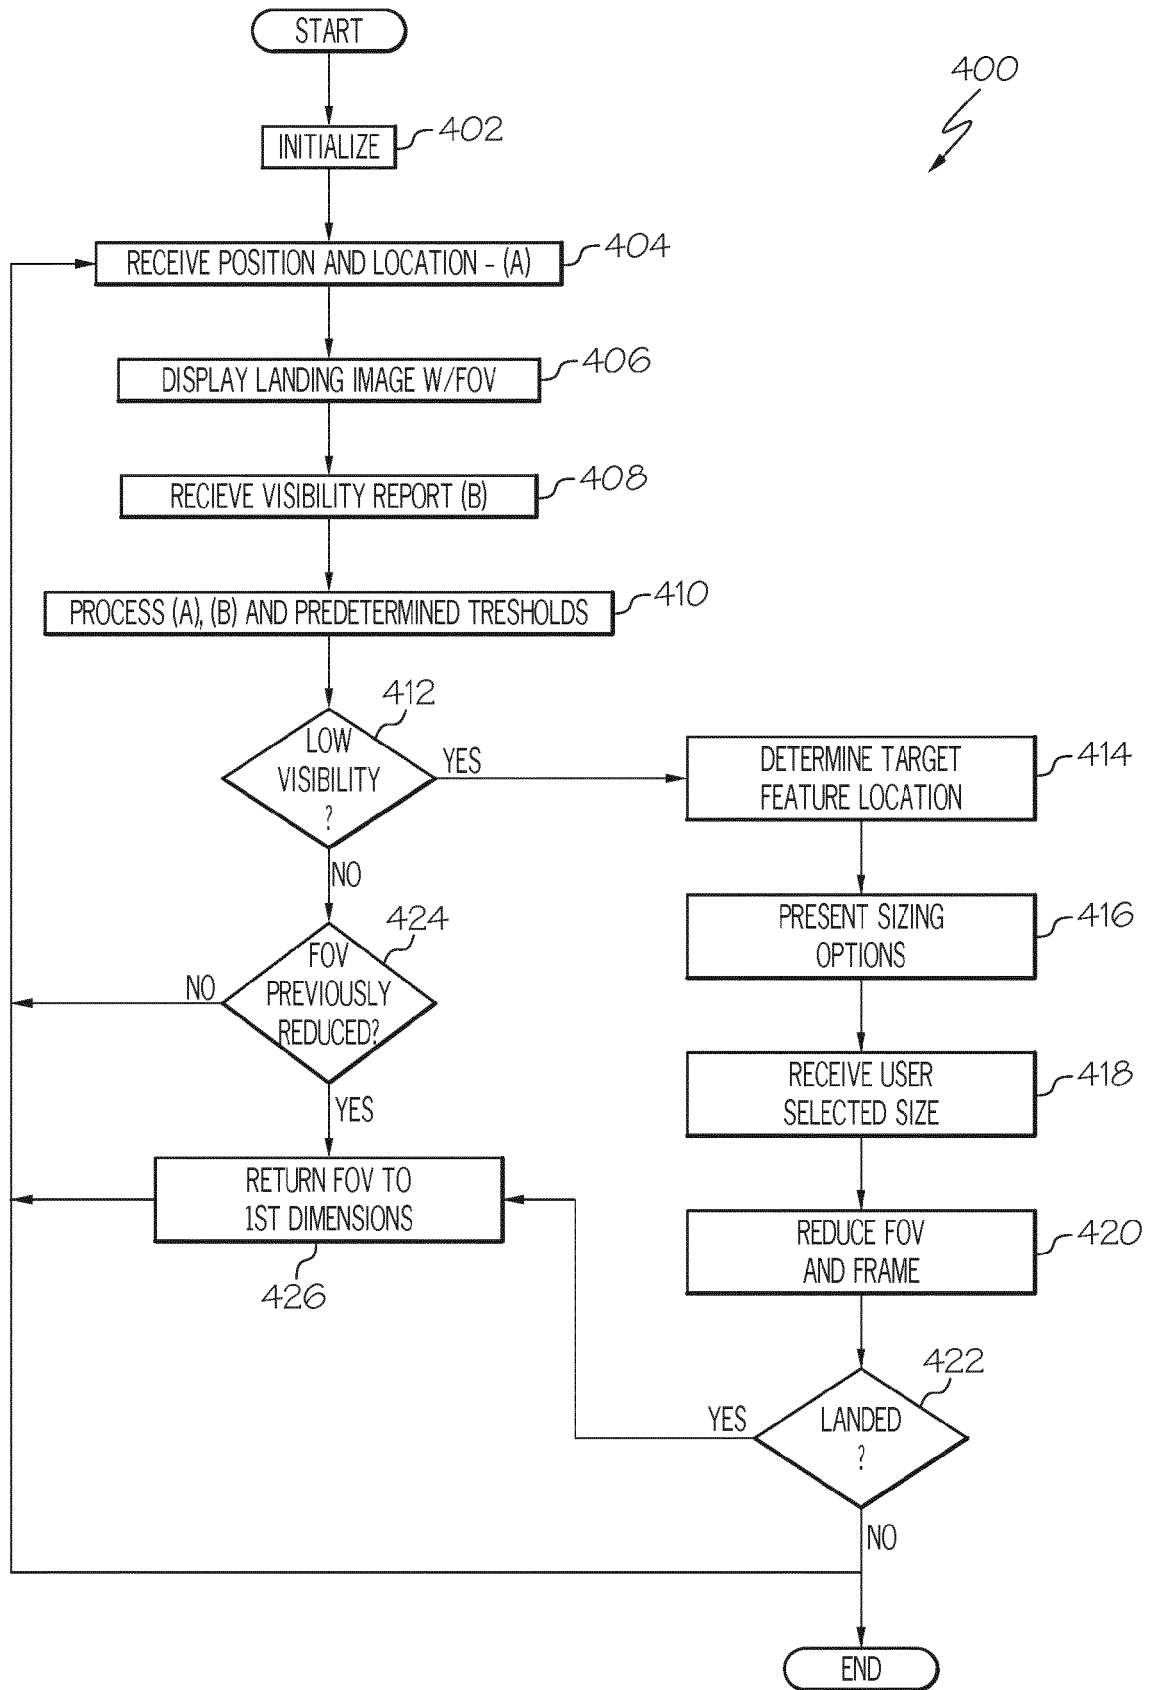 START
400
INITIALIZE
402
RECEIVE POSITION AND LOCATION - (A)
404
DISPLAY LANDING IMAGE W/FOV
406
RECIEVE VISIBILITY REPORT (B)
408
PROCESS (A), (B) AND PREDETERMINED TRESHOLDS
410
412
LOW
VISIBILITY
?
YES
NO
DETERMINE TARGET
FEATURE LOCATION
414
PRESENT SIZING
OPTIONS
416
424
FOV
PREVIOUSLY
REDUCED?
NO
YES
RECEIVE USER
SELECTED SIZE
418
RETURN FOV TO
1ST DIMENSIONS
426
REDUCE FOV
AND FRAME
420
422
LANDED
?
YES
NO
END